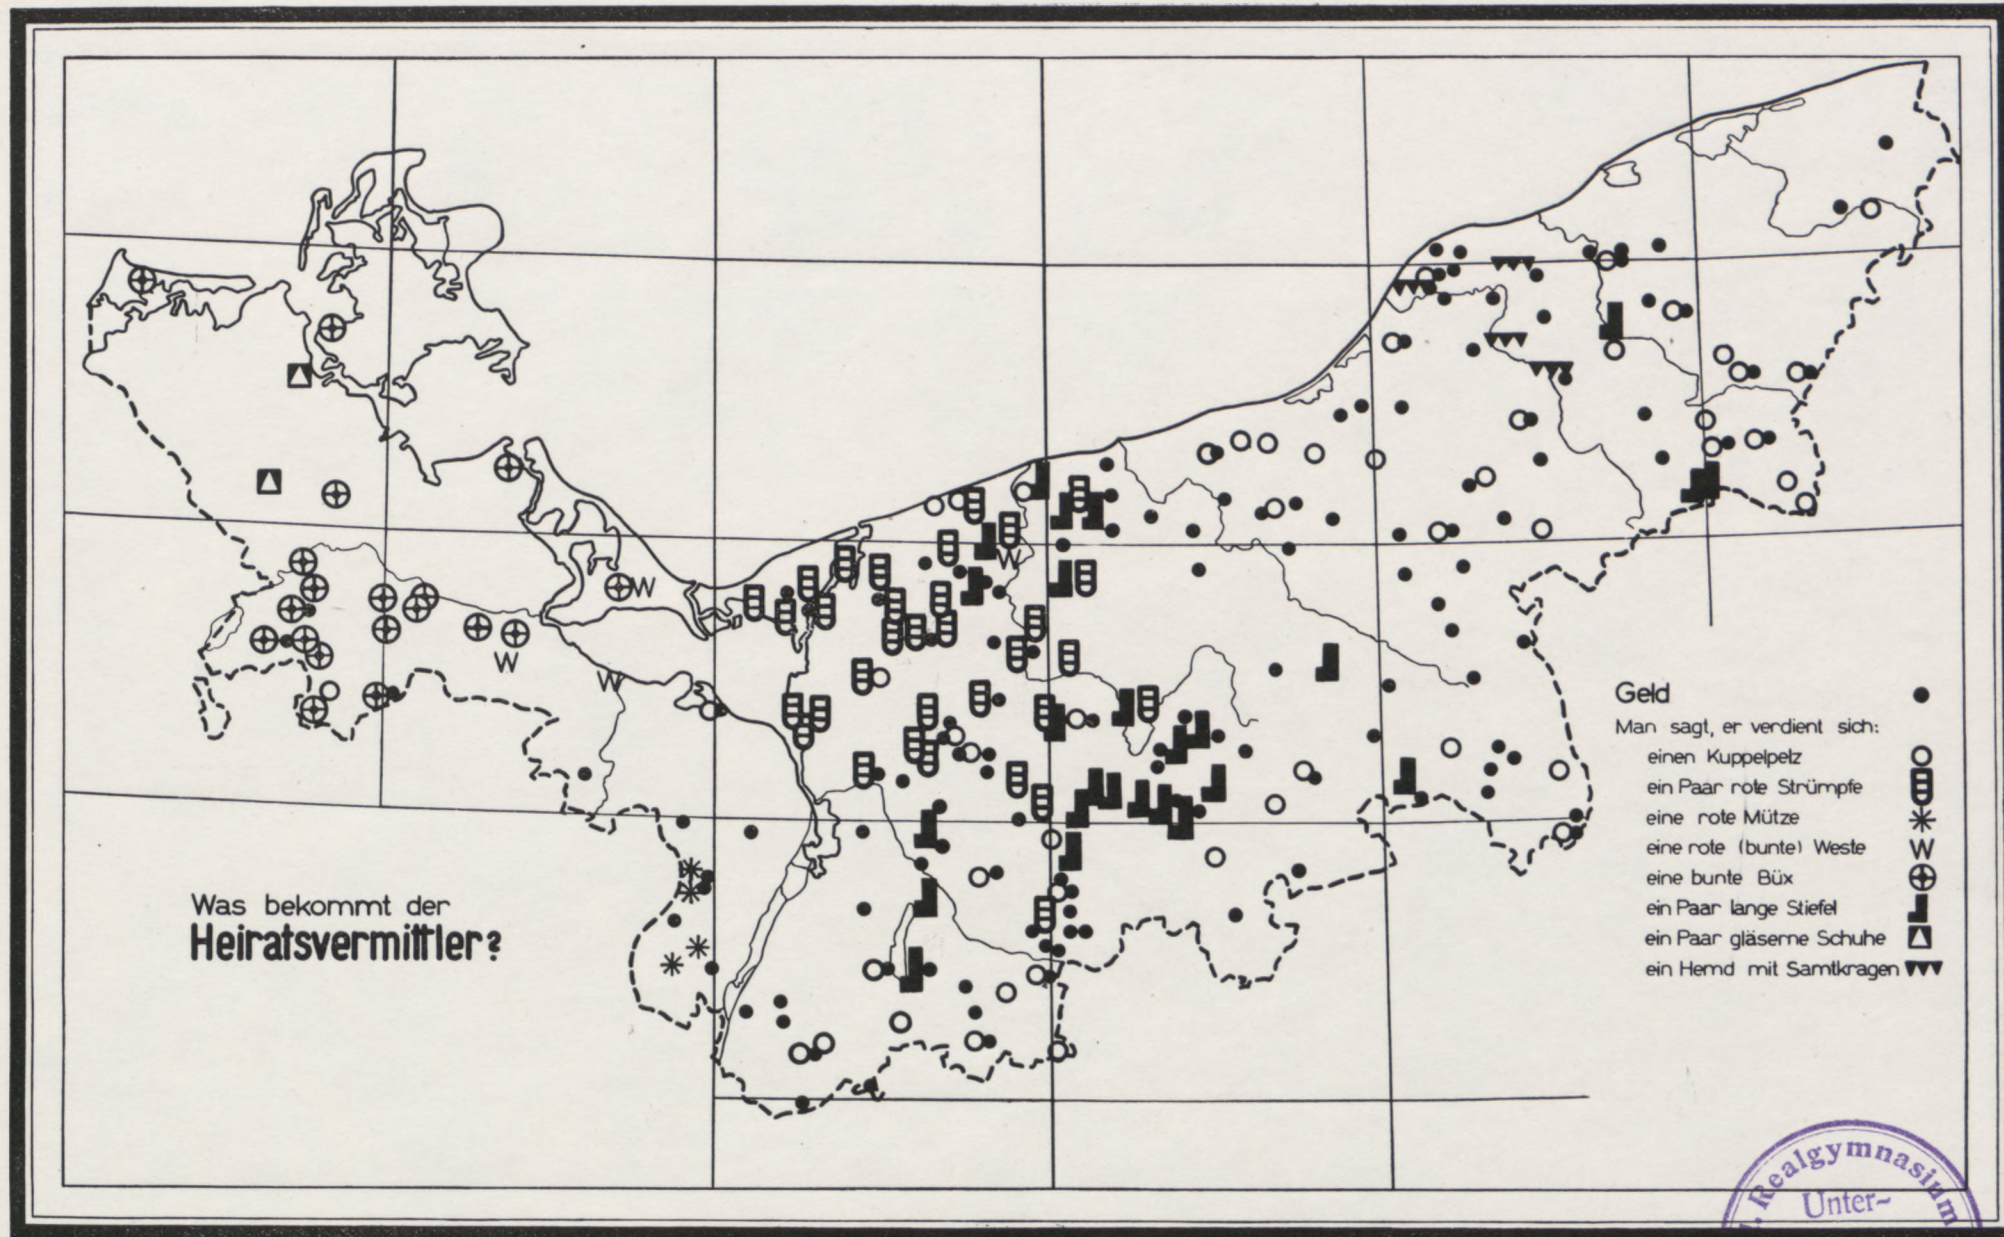 Geld
Man sagt, er verdient sich:
einen Kuppelpelz
ein Paar rote Strümpfe
eine rote Mütze
eine rote (bunte) Weste
eine bunte Büx
ein Paar lange Stiefel
ein Paar gläserne Schuhe
ein Hemd mit Samtkragen
Was bekommt der
Heiratsvermittler?
W
W
W
W
W
Realgymnasium
Unter-